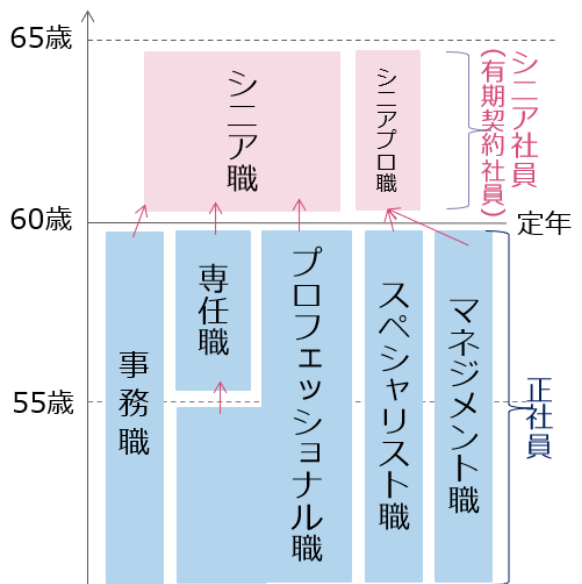 65歳
シニア職
シニアプロ職
シニア社員
(有期契約社員)
60歳
定年
事務職
専任職
プロフェッショナル職
スペシャリスト職
マネジメント職
55歳
正社員